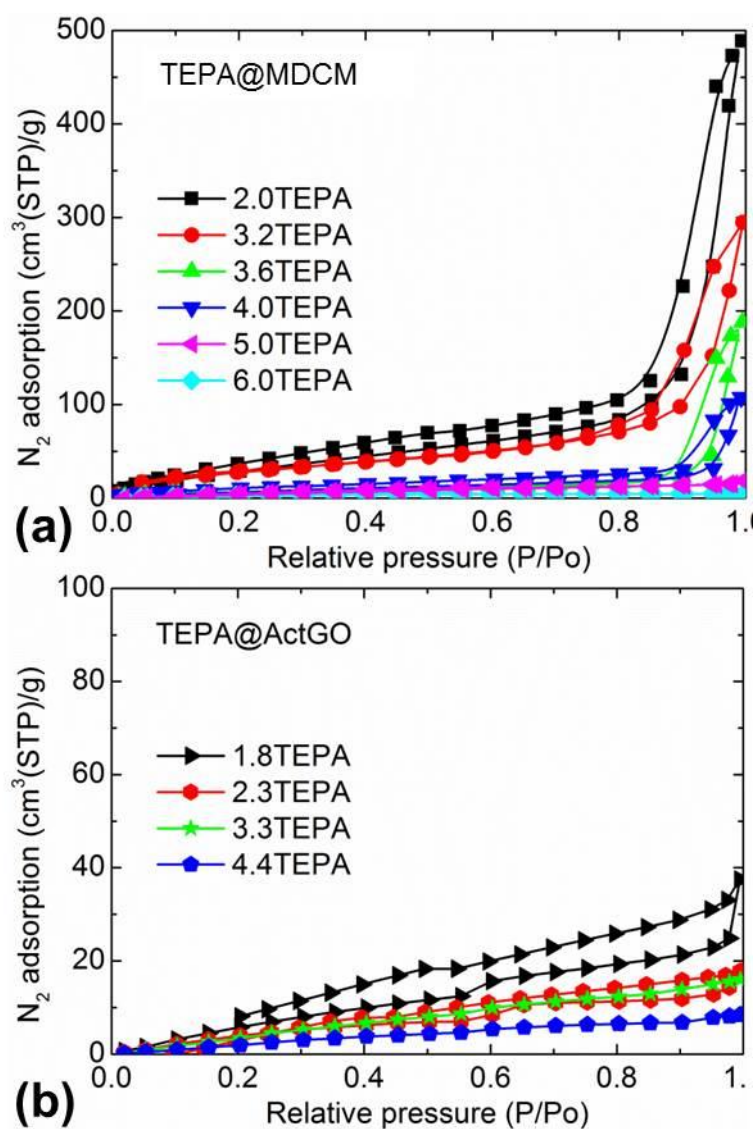 500
TEPA@MDCM
400
300
200
100
0
2.0TEPA
3.2TEPA
3.6TEPA
4.0TEPA
5.0TEPA
6.0TEPA
N₂ adsorption (cm³(STP)/g)
0.0 0.2 0.4 0.6 0.8 1.0
(a)
Relative pressure (P/Po)
100
TEPA@ActGO
80
60
40
20
0
1.8TEPA
2.3TEPA
3.3TEPA
4.4TEPA
N₂ adsorption (cm³(STP)/g)
0.0 0.2 0.4 0.6 0.8 1.
(b)
Relative pressure (P/Po)